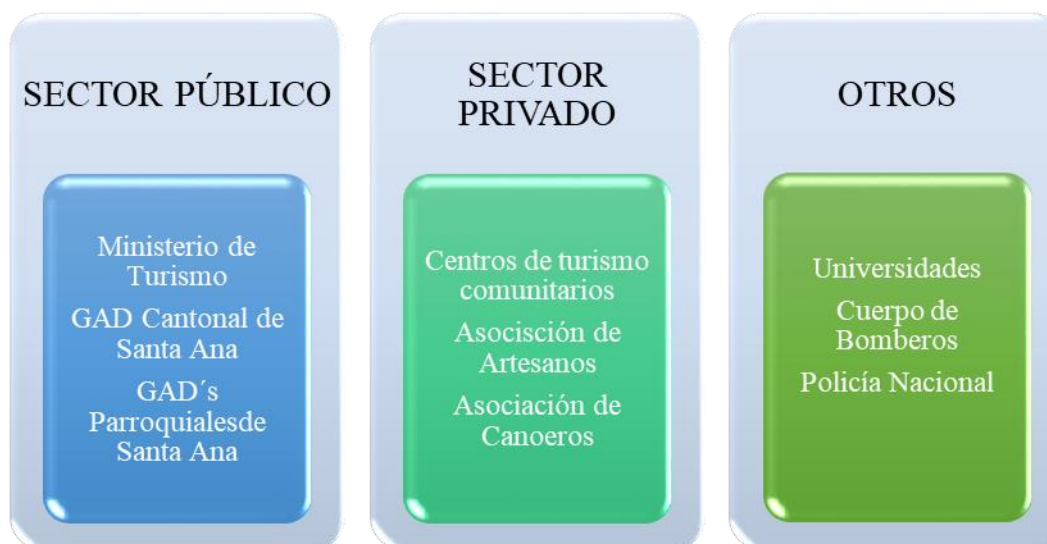 SECTOR PÚBLICO
Ministerio de
Turismo
GAD Cantonal de
Santa Ana
GAD´s
Parroquialesde
Santa Ana
SECTOR
PRIVADO
Centros de turismo
comunitarios
Asocisción de
Artesanos
Asociación de
Canoeros
OTROS
Universidades
Cuerpo de
Bomberos
Policía Nacional